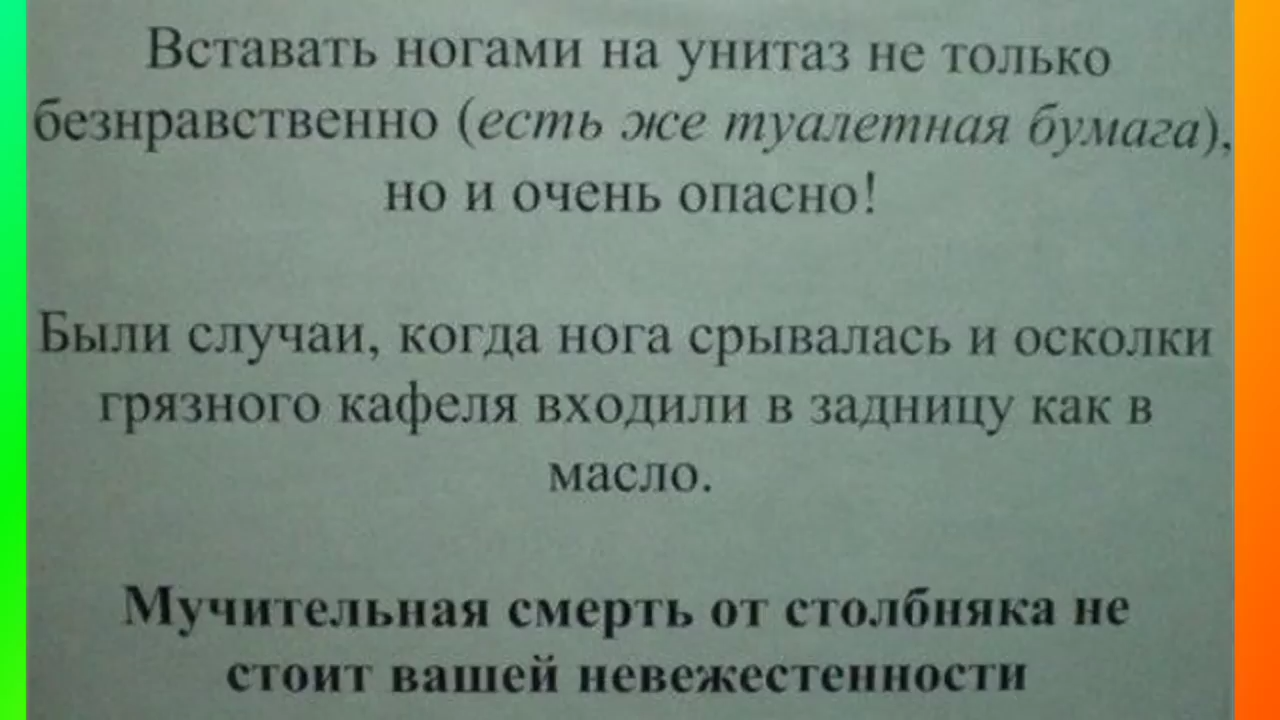 Вставать ногами на унитаз не только
безнравственно (есть же туалетная бумага),
но и очень опасно!
Были случаи, когда нога срывалась и осколки
грязного кафеля входили в задницу как в
масло.
Мучительная смерть от столбняка не
стоит вашей невежестенности